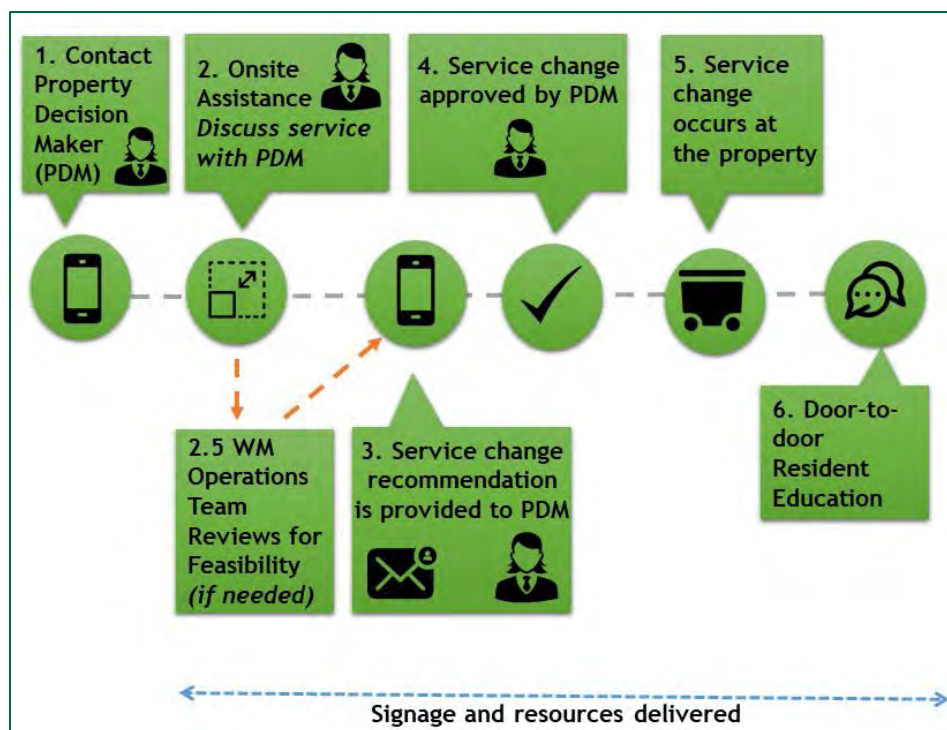 1. Contact
Property
Decision
Maker
(PDM)
2. Onsite
Assistance
Discuss service
with PDM
4. Service change
approved by PDM
5. Service
change
occurs at
the property
2.5 WM
Operations
Team
Reviews for
Feasibility
(if needed)
3. Service change
recommendation
is provided to PDM
6. Door-to-
door
Resident
Education
Signage and resources delivered